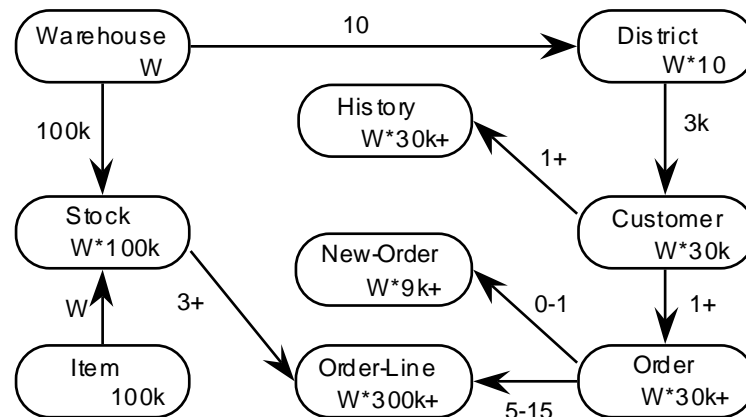 Warehouse
W
10
District
W*10
100k
History
W*30k+
3k
1+
Stock
W*100k
Customer
W*30k
New-Order
W*9k+
W
3+
0-1
1+
Item
100k
Order-Line
W*300k+
5-15
Order
W*30k+